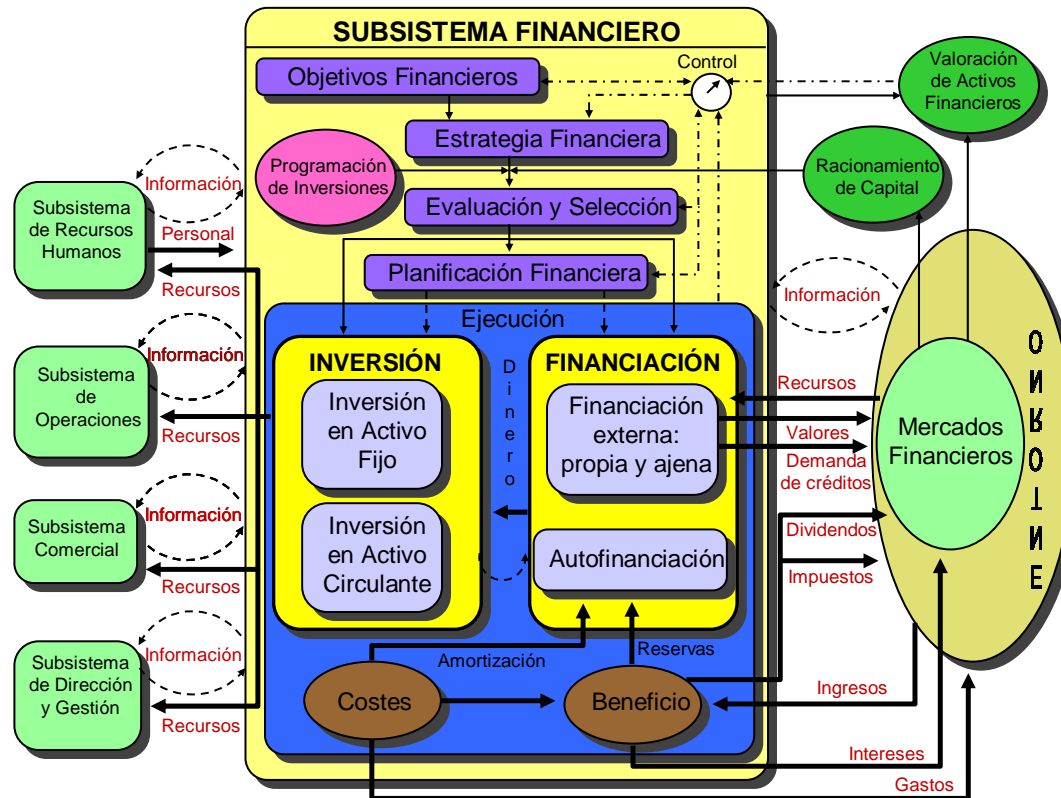 SUBSISTEMA FINANCIERO
Objetivos Financieros
Control
Valoración
de Activos
Financieros
Estrategia Financiera
Programación
de Inversiones
Racionamiento
de Capital
Evaluación y Selección
Planificación Financiera
Información
Subsistema
de Recursos
Humanos
Personal
Recursos
Información
Subsistema
de
Operaciones
Recursos
Información
Subsistema
Comercial
Recursos
Información
Subsistema
de Dirección
y Gestión
Recursos
Ejecución
INVERSIÓN
Inversión
en Activo
Fijo
Inversión
en Activo
Circulante
Dinero
FINANCIACIÓN
Financiación
externa:
propia y ajena
Autofinanciación
Amortización
Reservas
Costes
Beneficio
Información
Recursos
Valores
Demanda
de créditos
Dividendos
Impuestos
Ingresos
Intereses
Gastos
Mercados
Financieros
ENTORNO